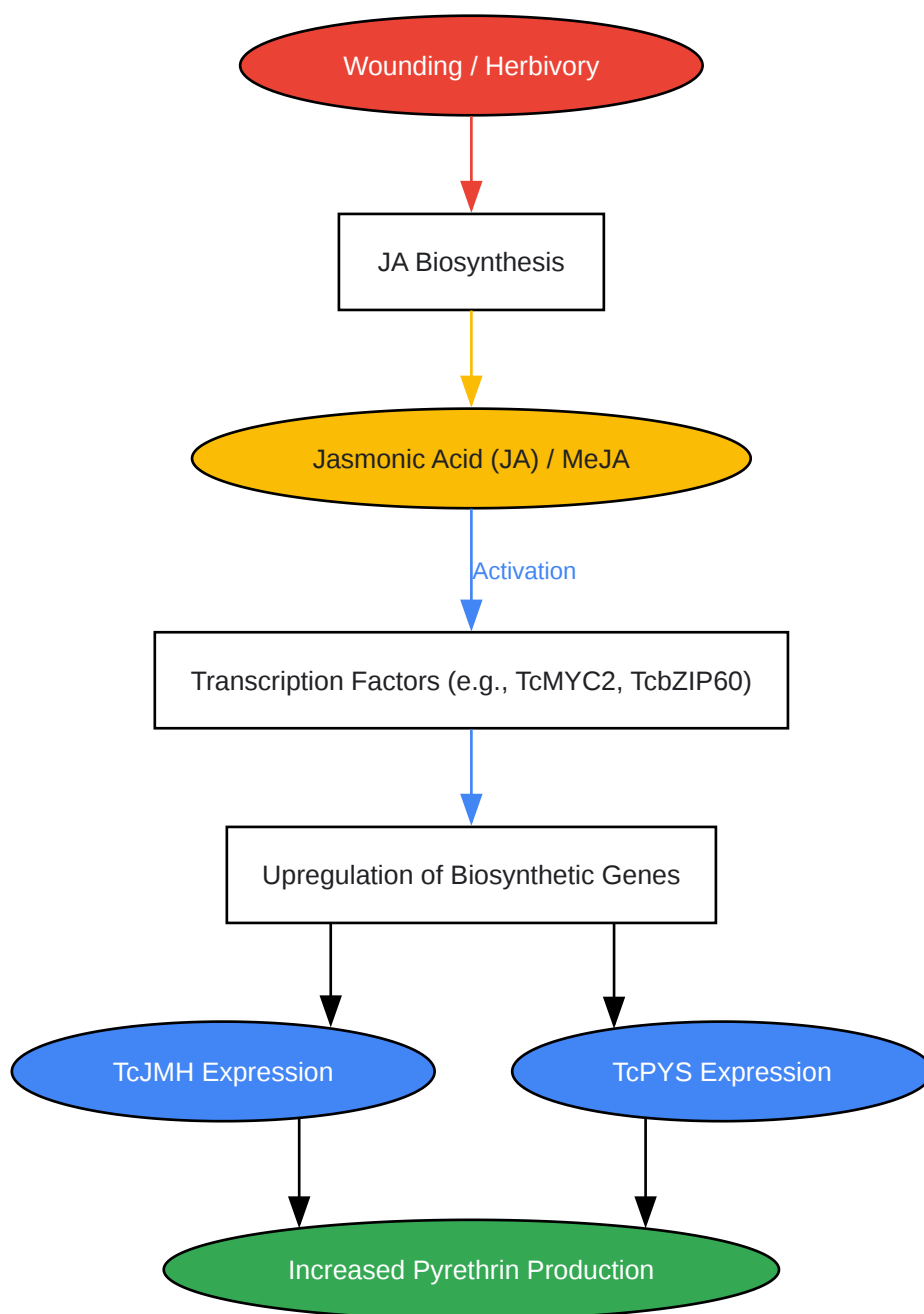 Wounding / Herbivory
JA Biosynthesis
Jasmonic Acid (JA) / MeJA
Activation
Transcription Factors (e.g., TcMYC2, TcbZIP60)
Upregulation of Biosynthetic Genes
TcJMH Expression
TcPYS Expression
Increased Pyrethrin Production